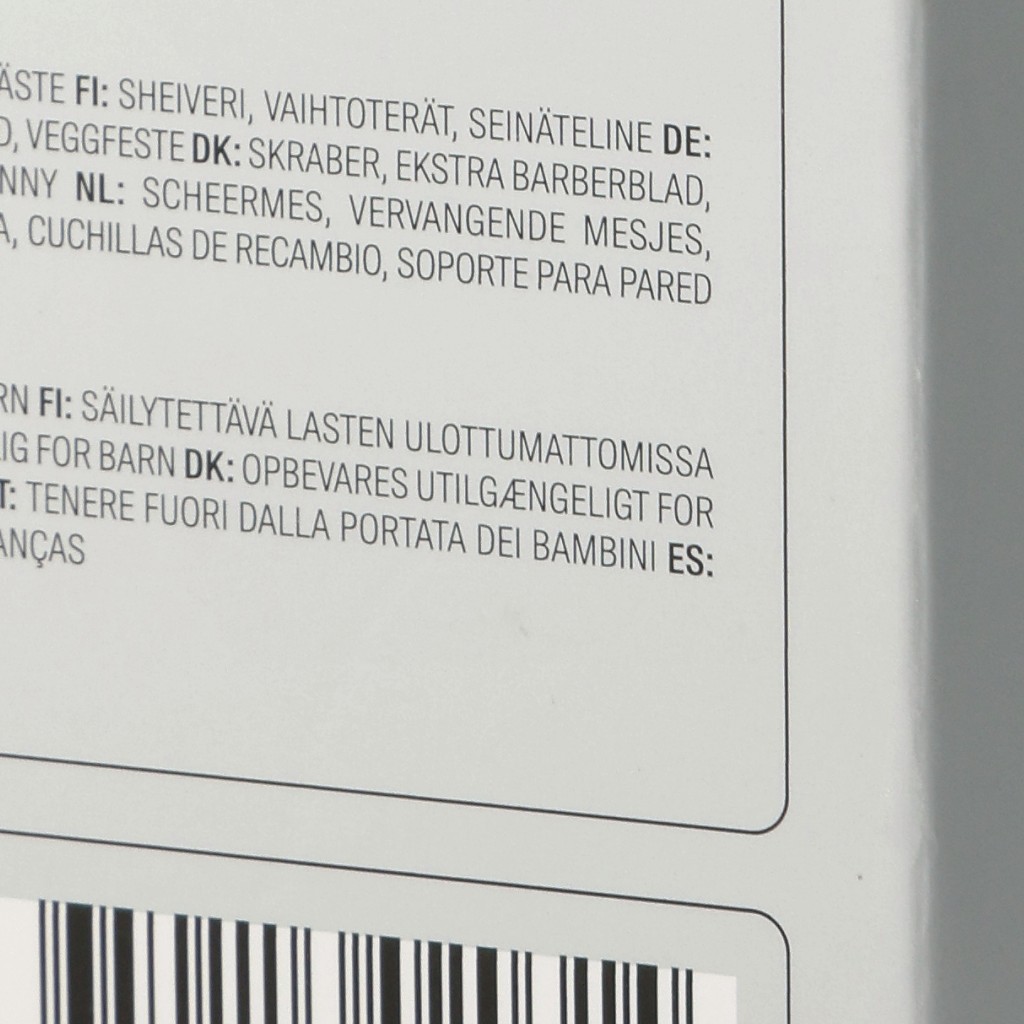 ÄSTE FI: SHEIVERI, VAIHTOTERÄT, SEINÄTELINE DE:
D, VEGGFESTE DK: SKRABER, EKSTRA BARBERBLAD,
NNY NL: SCHEERMES, VERVANGENDE MESJES,
A, CUCHILLAS DE RECAMBIO, SOPORTE PARA PARED
RN FI: SÄILYTETTÄVÄ LASTEN ULOTTUMATTOMISSA
LIG FOR BARN DK: OPBEVARES UTILGÆNGELIGT FOR
T: TENERE FUORI DALLA PORTATA DEI BAMBINI ES:
ANÇAS